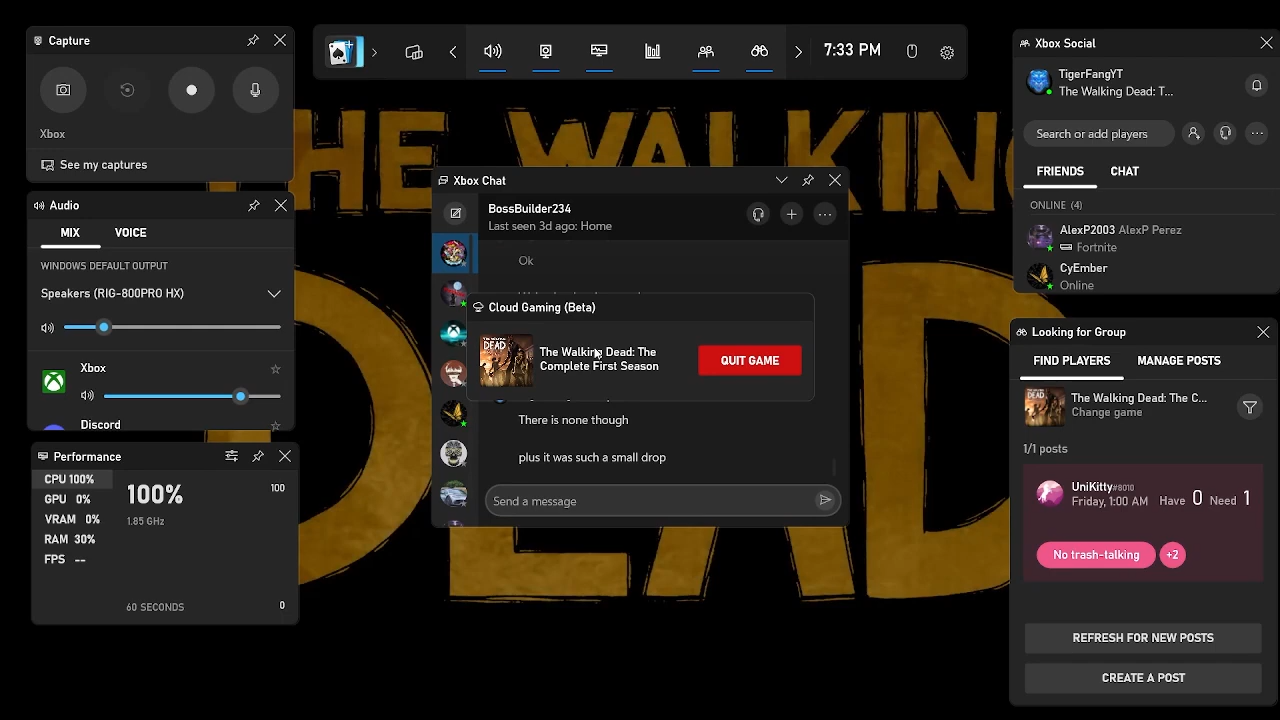 Capture
Xbox
See my captures
Audio
MIX
VOICE
WINDOWS DEFAULT OUTPUT
Speakers (RIG-800PRO HX)
Xbox
Discord
Performance
CPU 100%
GPU 0%
VRAM 0%
RAM 30%
FPS --
100%
1.85 GHz
100
60 SECONDS
0
7:33 PM
THE WALKING
DEAD
Xbox Chat
BossBuilder234
Last seen 3d ago: Home
Ok
Cloud Gaming (Beta)
The Walking Dead: The
Complete First Season
QUIT GAME
There is none though
plus it was such a small drop
Send a message
Xbox Social
TigerFangYT
The Walking Dead: T...
Search or add players
FRIENDS
CHAT
ONLINE (4)
AlexP2003 AlexP Perez
Fortnite
CyEmber
Online
Looking for Group
FIND PLAYERS
MANAGE POSTS
The Walking Dead: The C...
Change game
1/1 posts
UniKitty#8010
Friday, 1:00 AM Have 0 Need 1
No trash-talking
+2
REFRESH FOR NEW POSTS
CREATE A POST